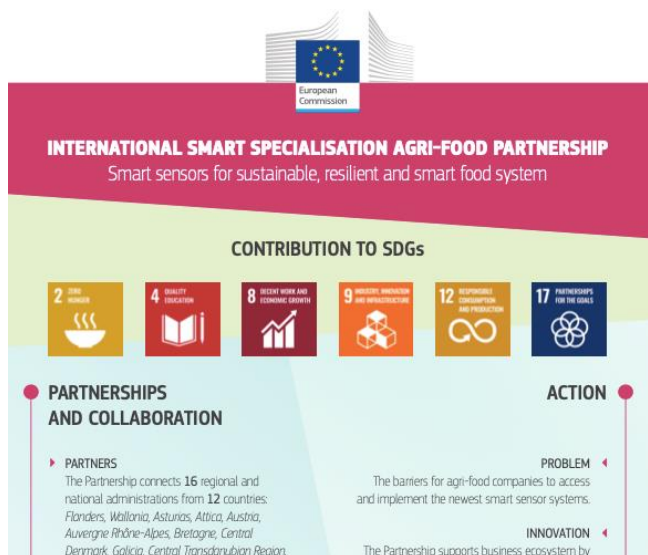 European
Commission
INTERNATIONAL SMART SPECIALISATION AGRI-FOOD PARTNERSHIP
Smart sensors for sustainable, resilient and smart food system
CONTRIBUTION TO SDGs
2 ZERO
HUNGER
4 QUALITY
EDUCATION
8 DECENT WORK AND
ECONOMIC GROWTH
9 INDUSTRY, INNOVATION
AND INFRASTRUCTURE
12 RESPONSIBLE
CONSUMPTION
AND PRODUCTION
17 PARTNERSHIPS
FOR THE GOALS
PARTNERSHIPS
AND COLLABORATION
PARTNERS
The Partnership connects 16 regional and
national administrations from 12 countries:
Flanders, Wallonia, Asturias, Attica, Austria,
Auvergne Rhône-Alpes, Bretagne, Central
Denmark, Galicia, Central Transdanubian Region,
ACTION
PROBLEM
The barriers for agri-food companies to access
and implement the newest smart sensor systems.
INNOVATION
The Partnership supports business ecosystem by